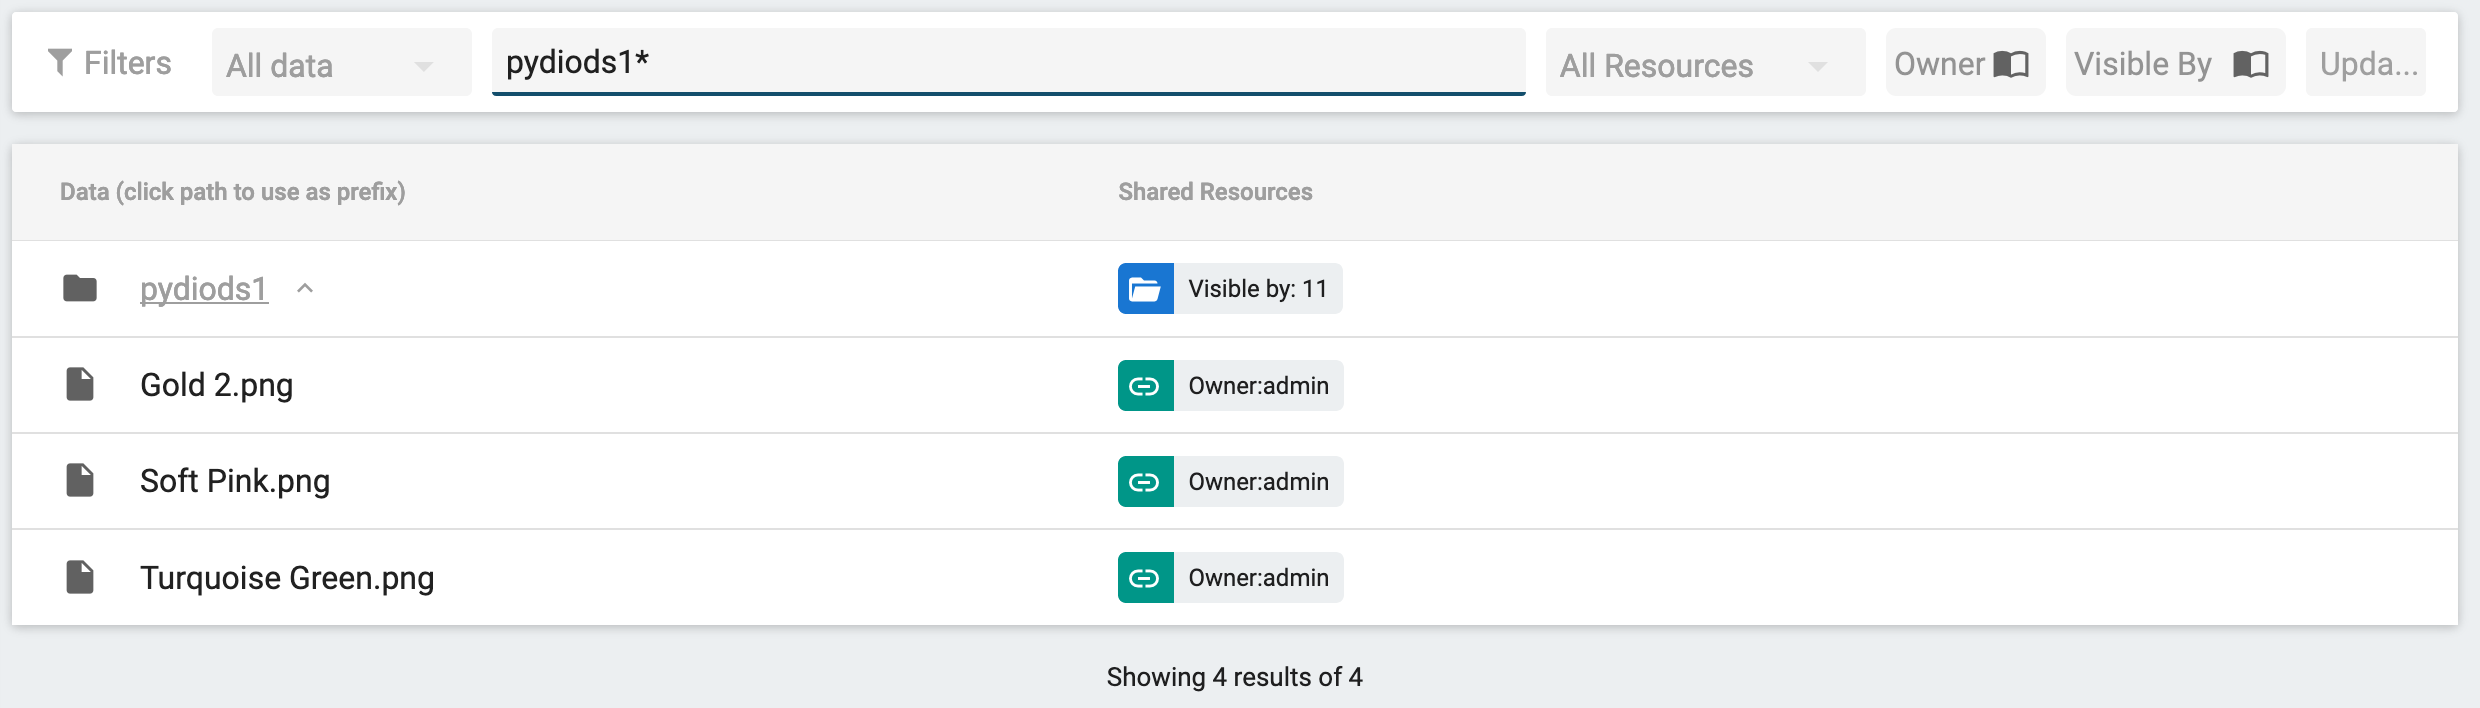 Filters All data pydiods1* All Resources Owner Visible By Upda...
Data (click path to use as prefix) Shared Resources
pydiods1 Visible by: 11
Gold 2.png Owner:admin
Soft Pink.png Owner:admin
Turquoise Green.png Owner:admin
Showing 4 results of 4